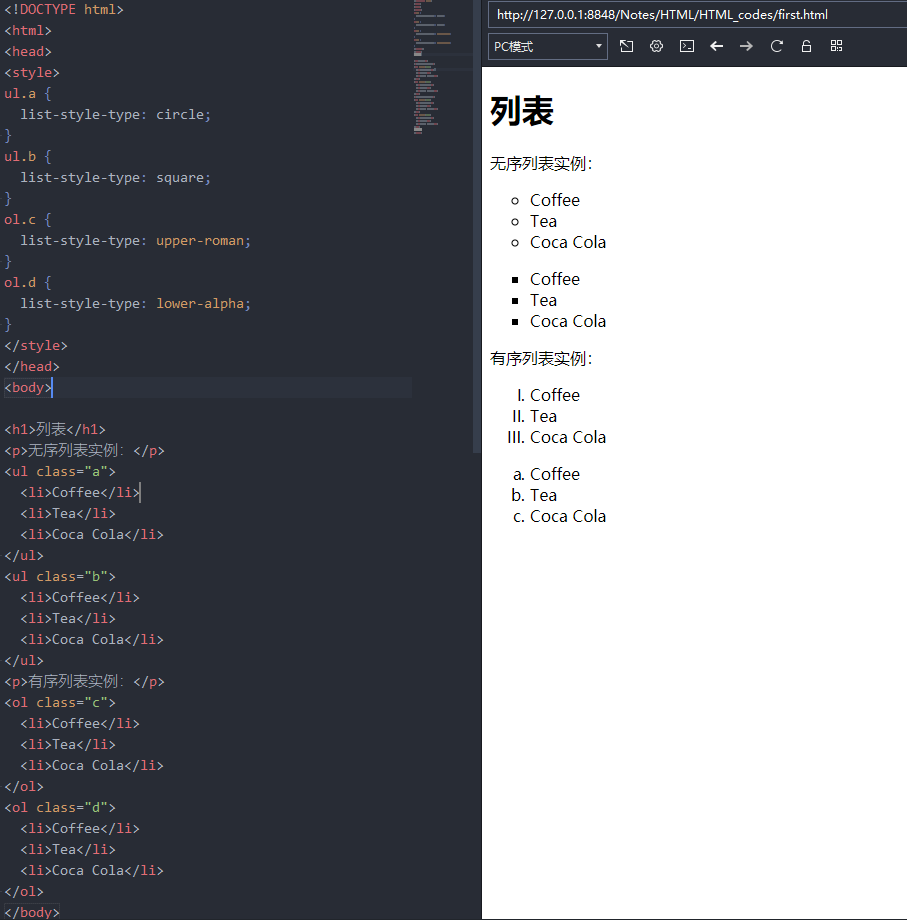 <!DOCTYPE html>
<html>
<head>
<style>
ul.a {
  list-style-type: circle;
}
ul.b {
  list-style-type: square;
}
ol.c {
  list-style-type: upper-roman;
}
ol.d {
  list-style-type: lower-alpha;
}
</style>
</head>
<body>

<h1>列表</h1>
<p>无序列表实例：</p>
<ul class="a">
  <li>Coffee</li>
  <li>Tea</li>
  <li>Coca Cola</li>
</ul>
<ul class="b">
  <li>Coffee</li>
  <li>Tea</li>
  <li>Coca Cola</li>
</ul>
<p>有序列表实例：</p>
<ol class="c">
  <li>Coffee</li>
  <li>Tea</li>
  <li>Coca Cola</li>
</ol>
<ol class="d">
  <li>Coffee</li>
  <li>Tea</li>
  <li>Coca Cola</li>
</ol>
</body>
http://127.0.0.1:8848/Notes/HTML/HTML_codes/first.html
PC模式
列表
无序列表实例：
Coffee
Tea
Coca Cola
Coffee
Tea
Coca Cola
有序列表实例：
I. Coffee
II. Tea
III. Coca Cola
a. Coffee
b. Tea
c. Coca Cola